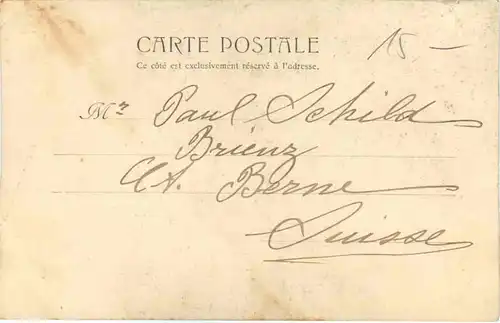 CARTE POSTALE
15 —
Ce côté est exclusivement réservé à l'adresse.
Mr Paul Schild
Brienz
Ct. Berne
Suisse